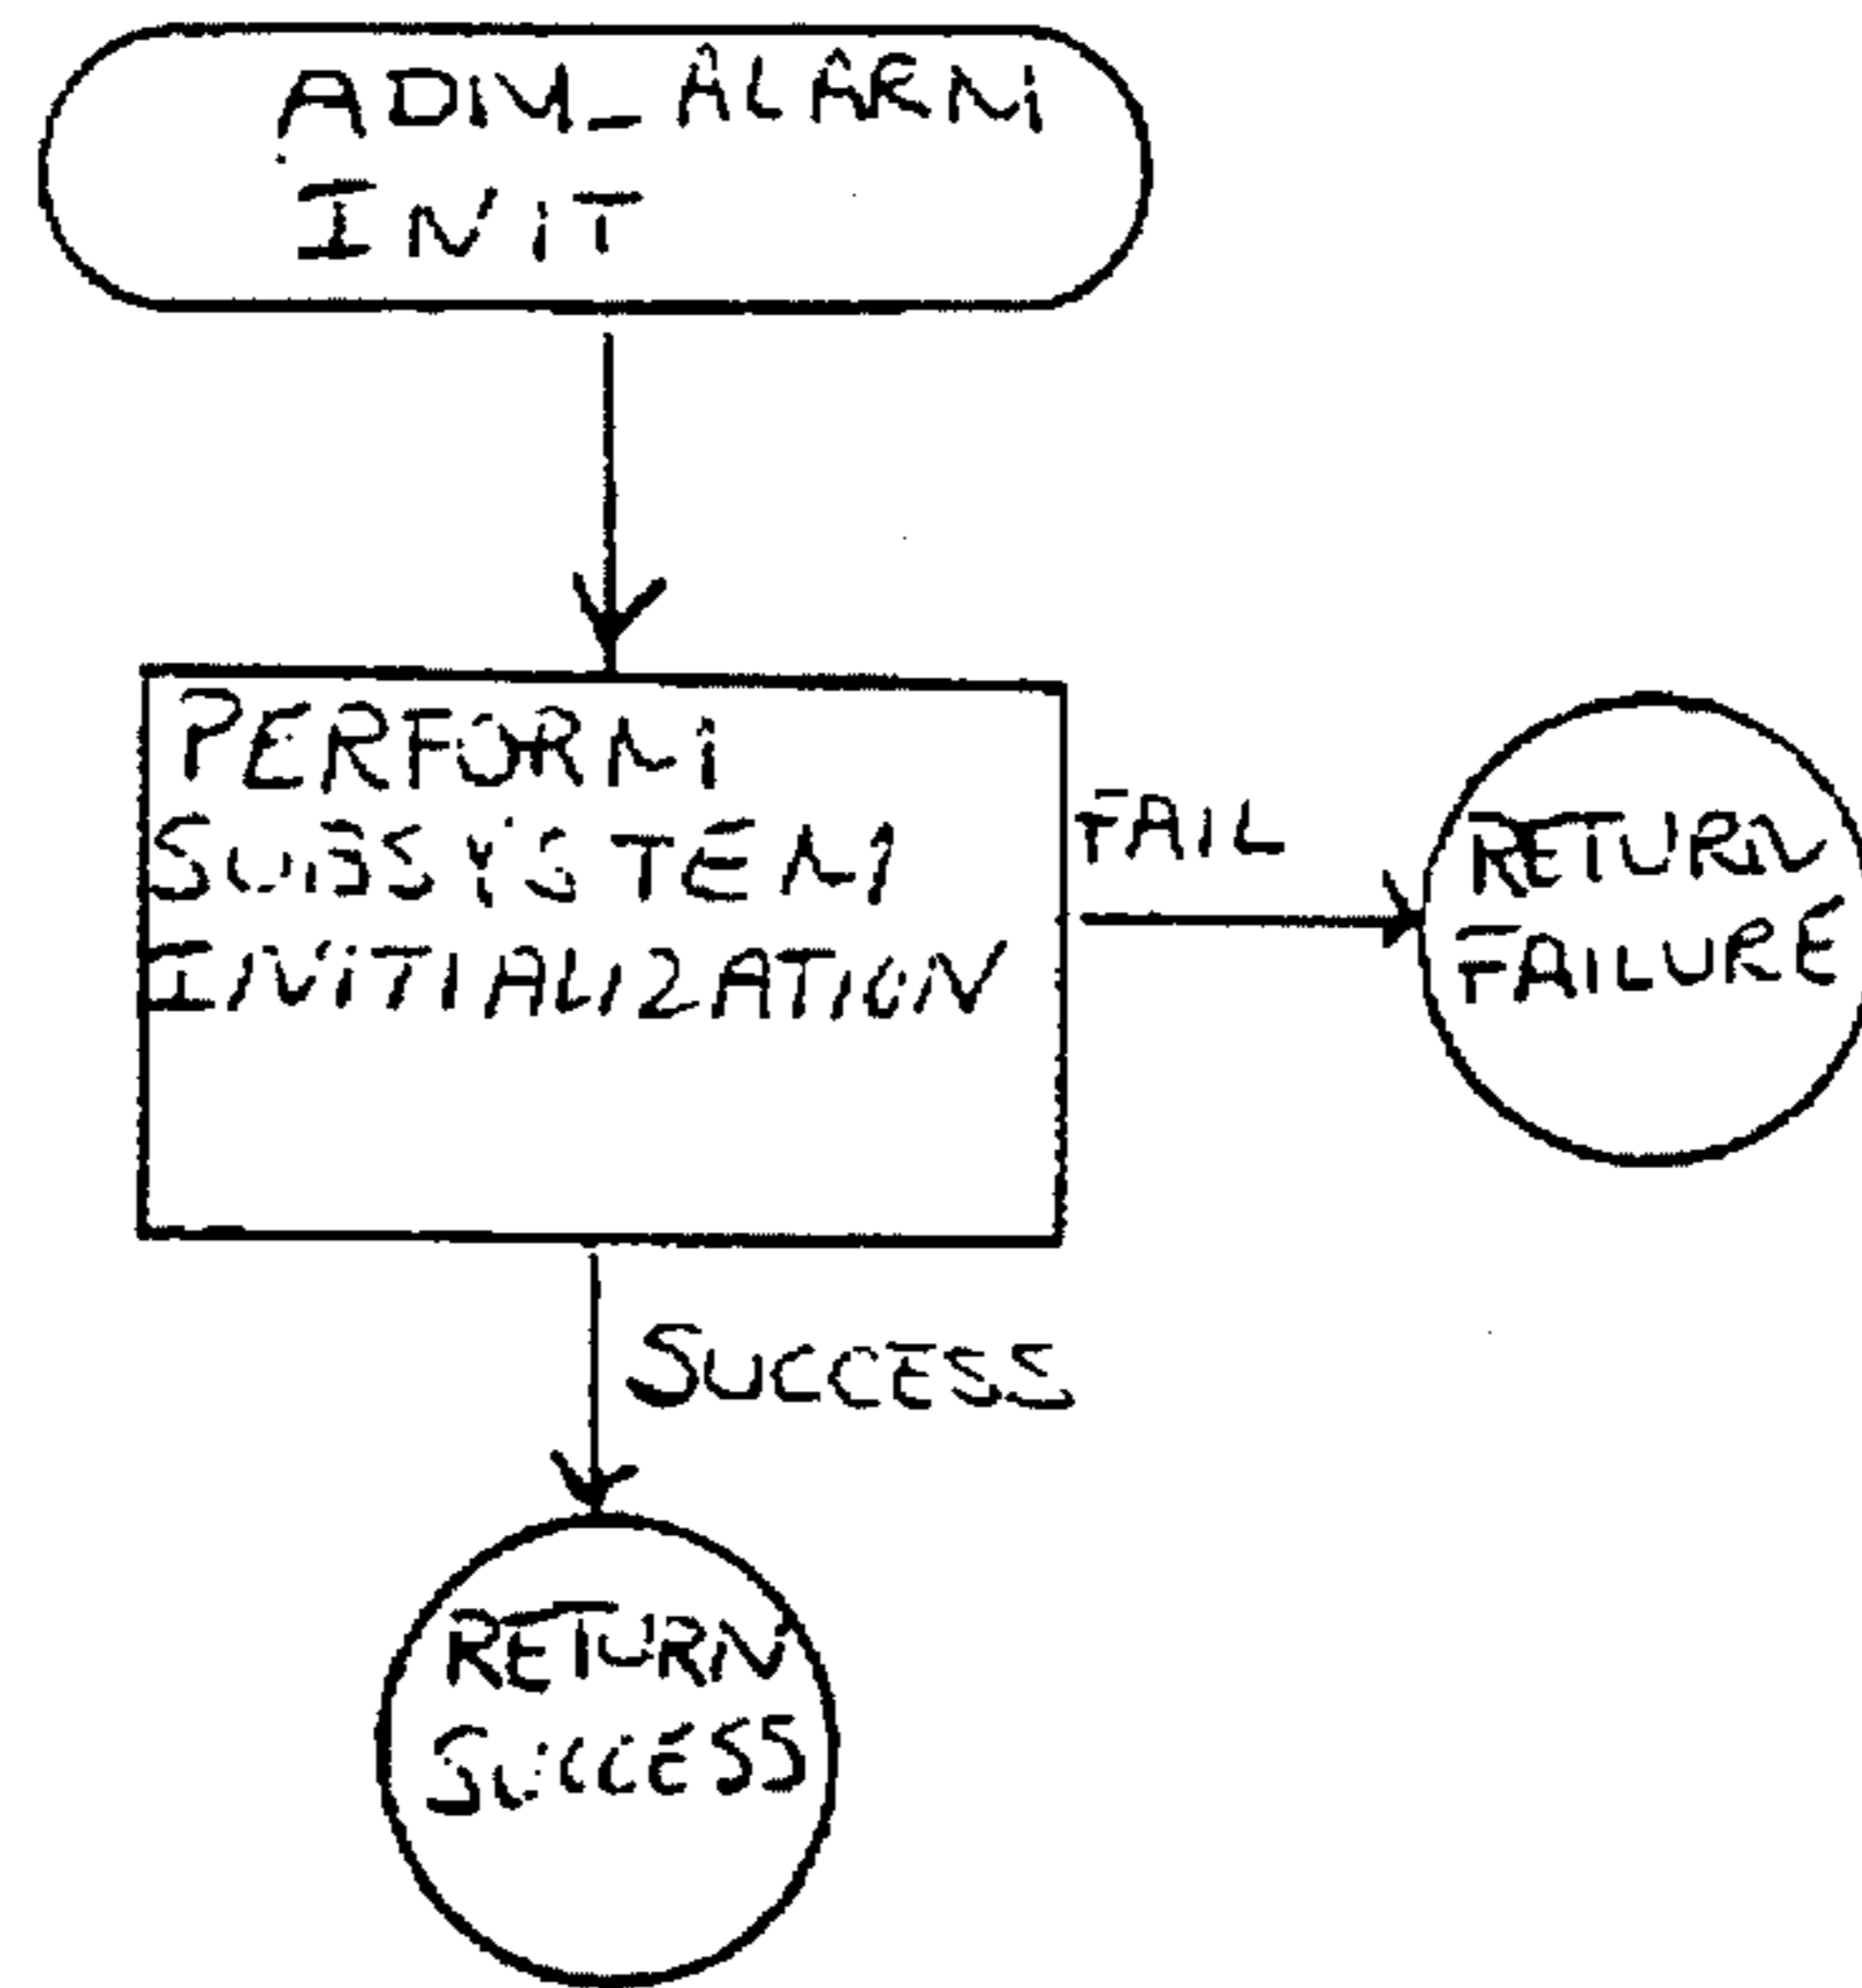 ADM_ALARM
INIT
PERFORM
SUBSYSTEM
INITIALIZATION
FAIL
RETURN
FAILURE
SUCCESS
RETURN
SUCCESS